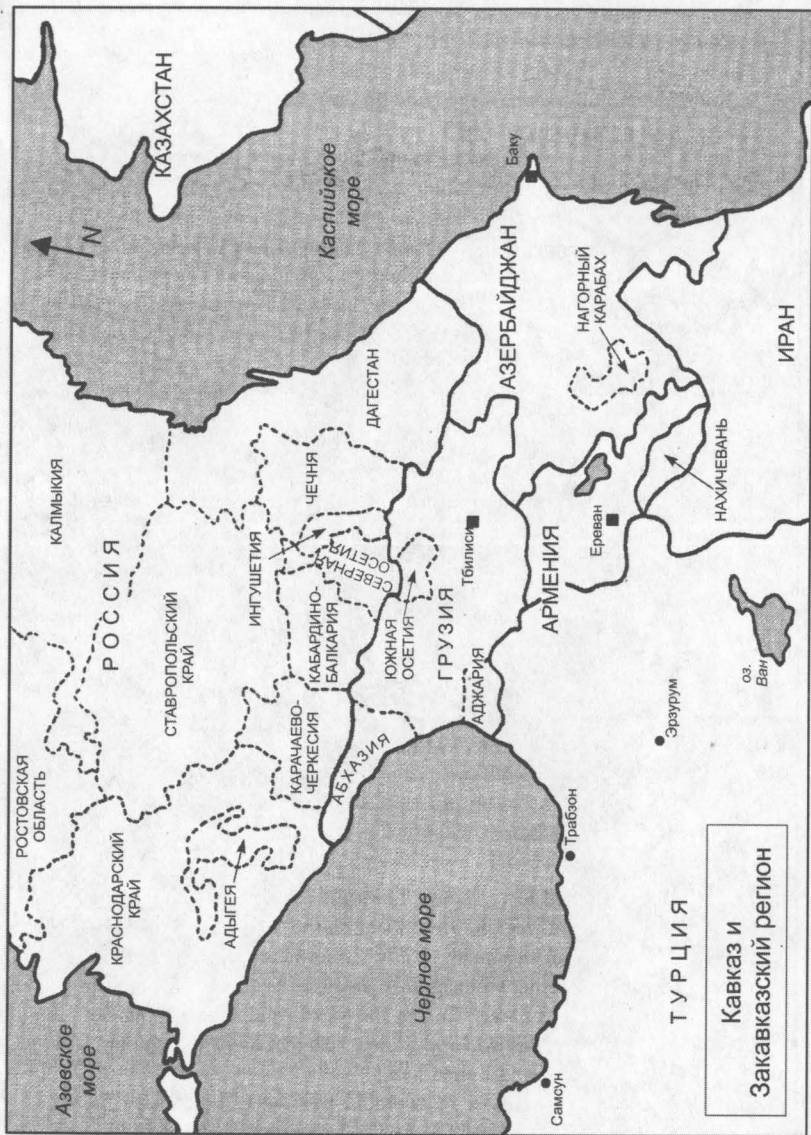 Азовское
море
РОСТОВСКАЯ
ОБЛАСТЬ
КАЛМЫКИЯ
КАЗАХСТАН
N
РОССИЯ
КРАСНОДАРСКИЙ
КРАЙ
СТАВРОПОЛЬСКИЙ
КРАЙ
АДЫГЕЯ
КАРАЧАЕВО-
ЧЕРКЕСИЯ
КАБАРДИНО-
БАЛКАРИЯ
ИНГУШЕТИЯ
СЕВЕРНАЯ
ОСЕТИЯ
ЧЕЧНЯ
ДАГЕСТАН
Каспийское
море
АБХАЗИЯ
ЮЖНАЯ
ОСЕТИЯ
ГРУЗИЯ
Тбилиси
АДЖАРИЯ
Черное море
АЗЕРБАЙДЖАН
Баку
НАГОРНЫЙ
КАРАБАХ
АРМЕНИЯ
Ереван
НАХИЧЕВАНЬ
ИРАН
Самсун
Трабзон
Эрзурум
оз.
Ван
ТУРЦИЯ
Кавказ и
Закавказский регион